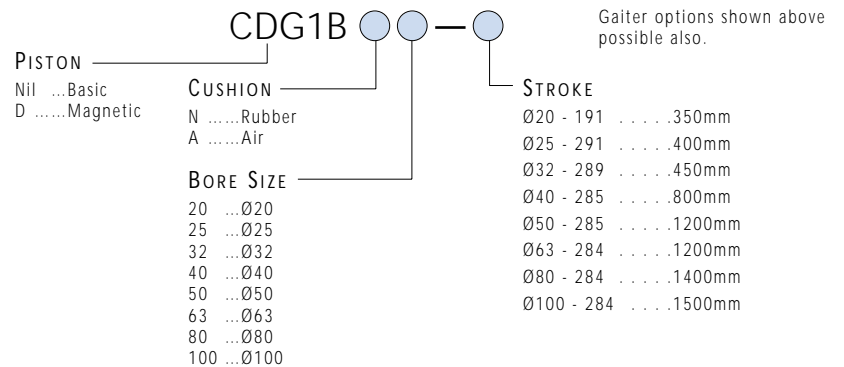 CDG1B —
Gaiter options shown above
possible also.
PISTON
Nil ...Basic
D ......Magnetic
CUSHION
N ......Rubber
A ......Air
BORE SIZE
20 ...Ø20
25 ...Ø25
32 ...Ø32
40 ...Ø40
50 ...Ø50
63 ...Ø63
80 ...Ø80
100 ...Ø100
STROKE
Ø20 - 191 . . . . .350mm
Ø25 - 291 . . . . .400mm
Ø32 - 289 . . . . .450mm
Ø40 - 285 . . . . .800mm
Ø50 - 285 . . . . .1200mm
Ø63 - 284 . . . . .1200mm
Ø80 - 284 . . . . .1400mm
Ø100 - 284 . . . .1500mm